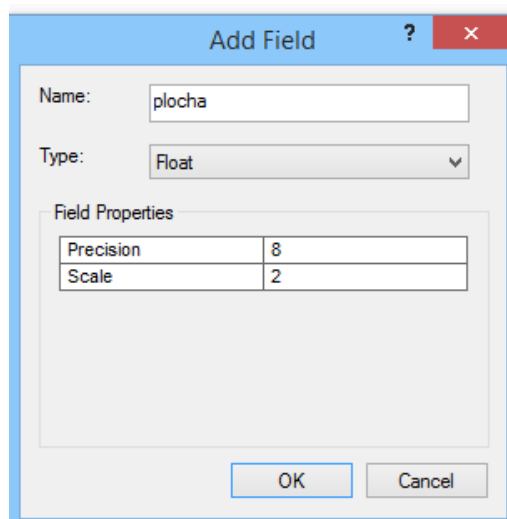 Add Field
?
×
Name:
plocha
Type:
Float
Field Properties
Precision 8
Scale 2
OK
Cancel